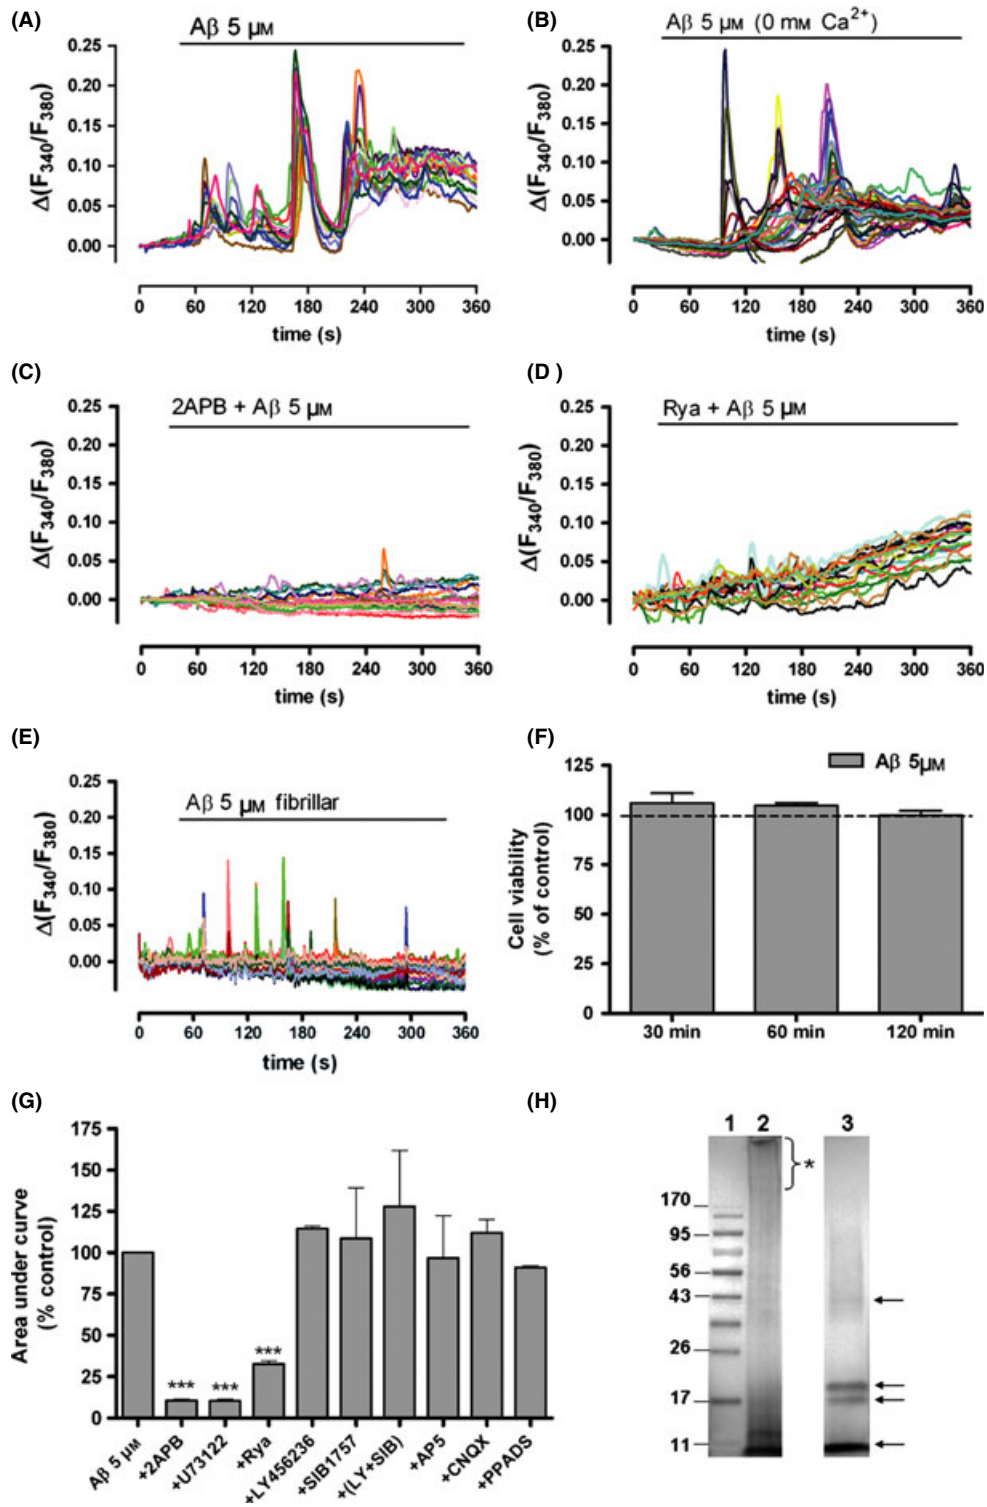 (A)
Aβ 5 μM
Δ(F340/F380)
0.25
0.20
0.15
0.10
0.05
0.00
0 60 120 180 240 300 360
time (s)
(B)
Aβ 5 μM (0 mM Ca2+)
Δ(F340/F380)
0.25
0.20
0.15
0.10
0.05
0.00
0 60 120 180 240 300 360
time (s)
(C)
2APB + Aβ 5 μM
Δ(F340/F380)
0.25
0.20
0.15
0.10
0.05
0.00
0 60 120 180 240 300 360
time (s)
(D )
Rya + Aβ 5 μM
Δ(F340/F380)
0.25
0.20
0.15
0.10
0.05
0.00
0 60 120 180 240 300 360
time (s)
(E)
Aβ 5 μM fibrillar
Δ(F340/F380)
0.25
0.20
0.15
0.10
0.05
0.00
0 60 120 180 240 300 360
time (s)
(F)
Aβ 5μM
Cell viability
(% of control)
125
100
75
50
25
0
30 min 60 min 120 min
(G)
Area under curve
(% control)
175
150
125
100
75
50
25
0
*** *** ***
Aβ 5 μM
+2APB
+U73122
+Rya
+LY456236
+SIB1757
+(LY+SIB)
+AP5
+CNQX
+PPADS
(H)
1 2 3
*
170
95
56
43
26
17
11